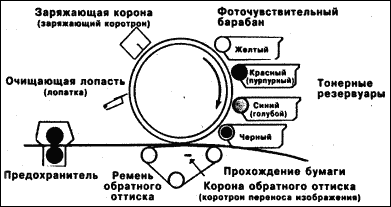 Заряжающая корона
(заряжающий коротрон)
Фоточувствительный
барабан
Желтый
Очищающая лопасть
(лопатка)
Красный
(пурпурный)
Тонерные
резервуары
Синий
(голубой)
Черный
Предохранитель
Ремень
обратного
оттиска
Прохождение бумаги
Корона обратного оттиска
(коротрон переноса изображения)